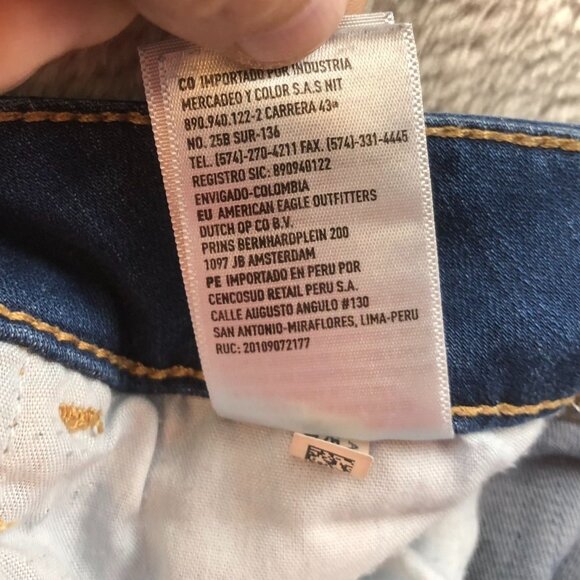 CO IMPORTADO POR INDUSTRIA
MERCADEO Y COLOR S.A.S NIT
890.940.122-2 CARRERA 43ª
NO. 25B SUR-136
TEL. (574)-270-4211 FAX. (574)-331-4445
REGISTRO SIC: 890940122
ENVIGADO-COLOMBIA
EU AMERICAN EAGLE OUTFITTERS
DUTCH OP CO B.V.
PRINS BERNHARDPLEIN 200
1097 JB AMSTERDAM
PE IMPORTADO EN PERU POR
CENCOSUD RETAIL PERU S.A.
CALLE AUGUSTO ANGULO #130
SAN ANTONIO-MIRAFLORES, LIMA-PERU
RUC: 20109072177